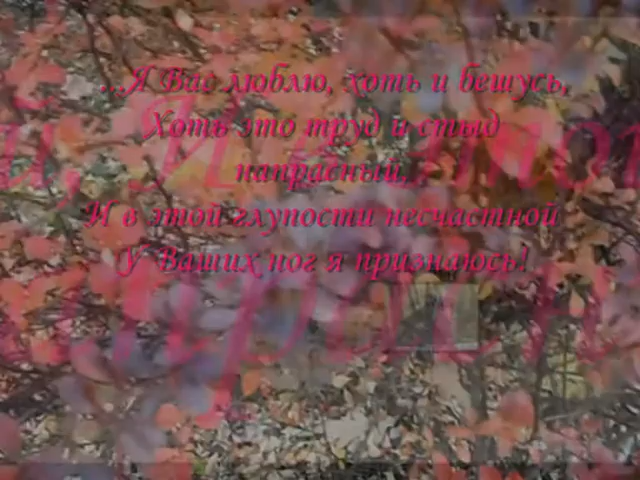 ...Я Вас люблю, хоть и бешусь,
Хоть это труд и стыд
напрасный,
И в этой глупости несчастной
У Ваших ног я признаюсь!